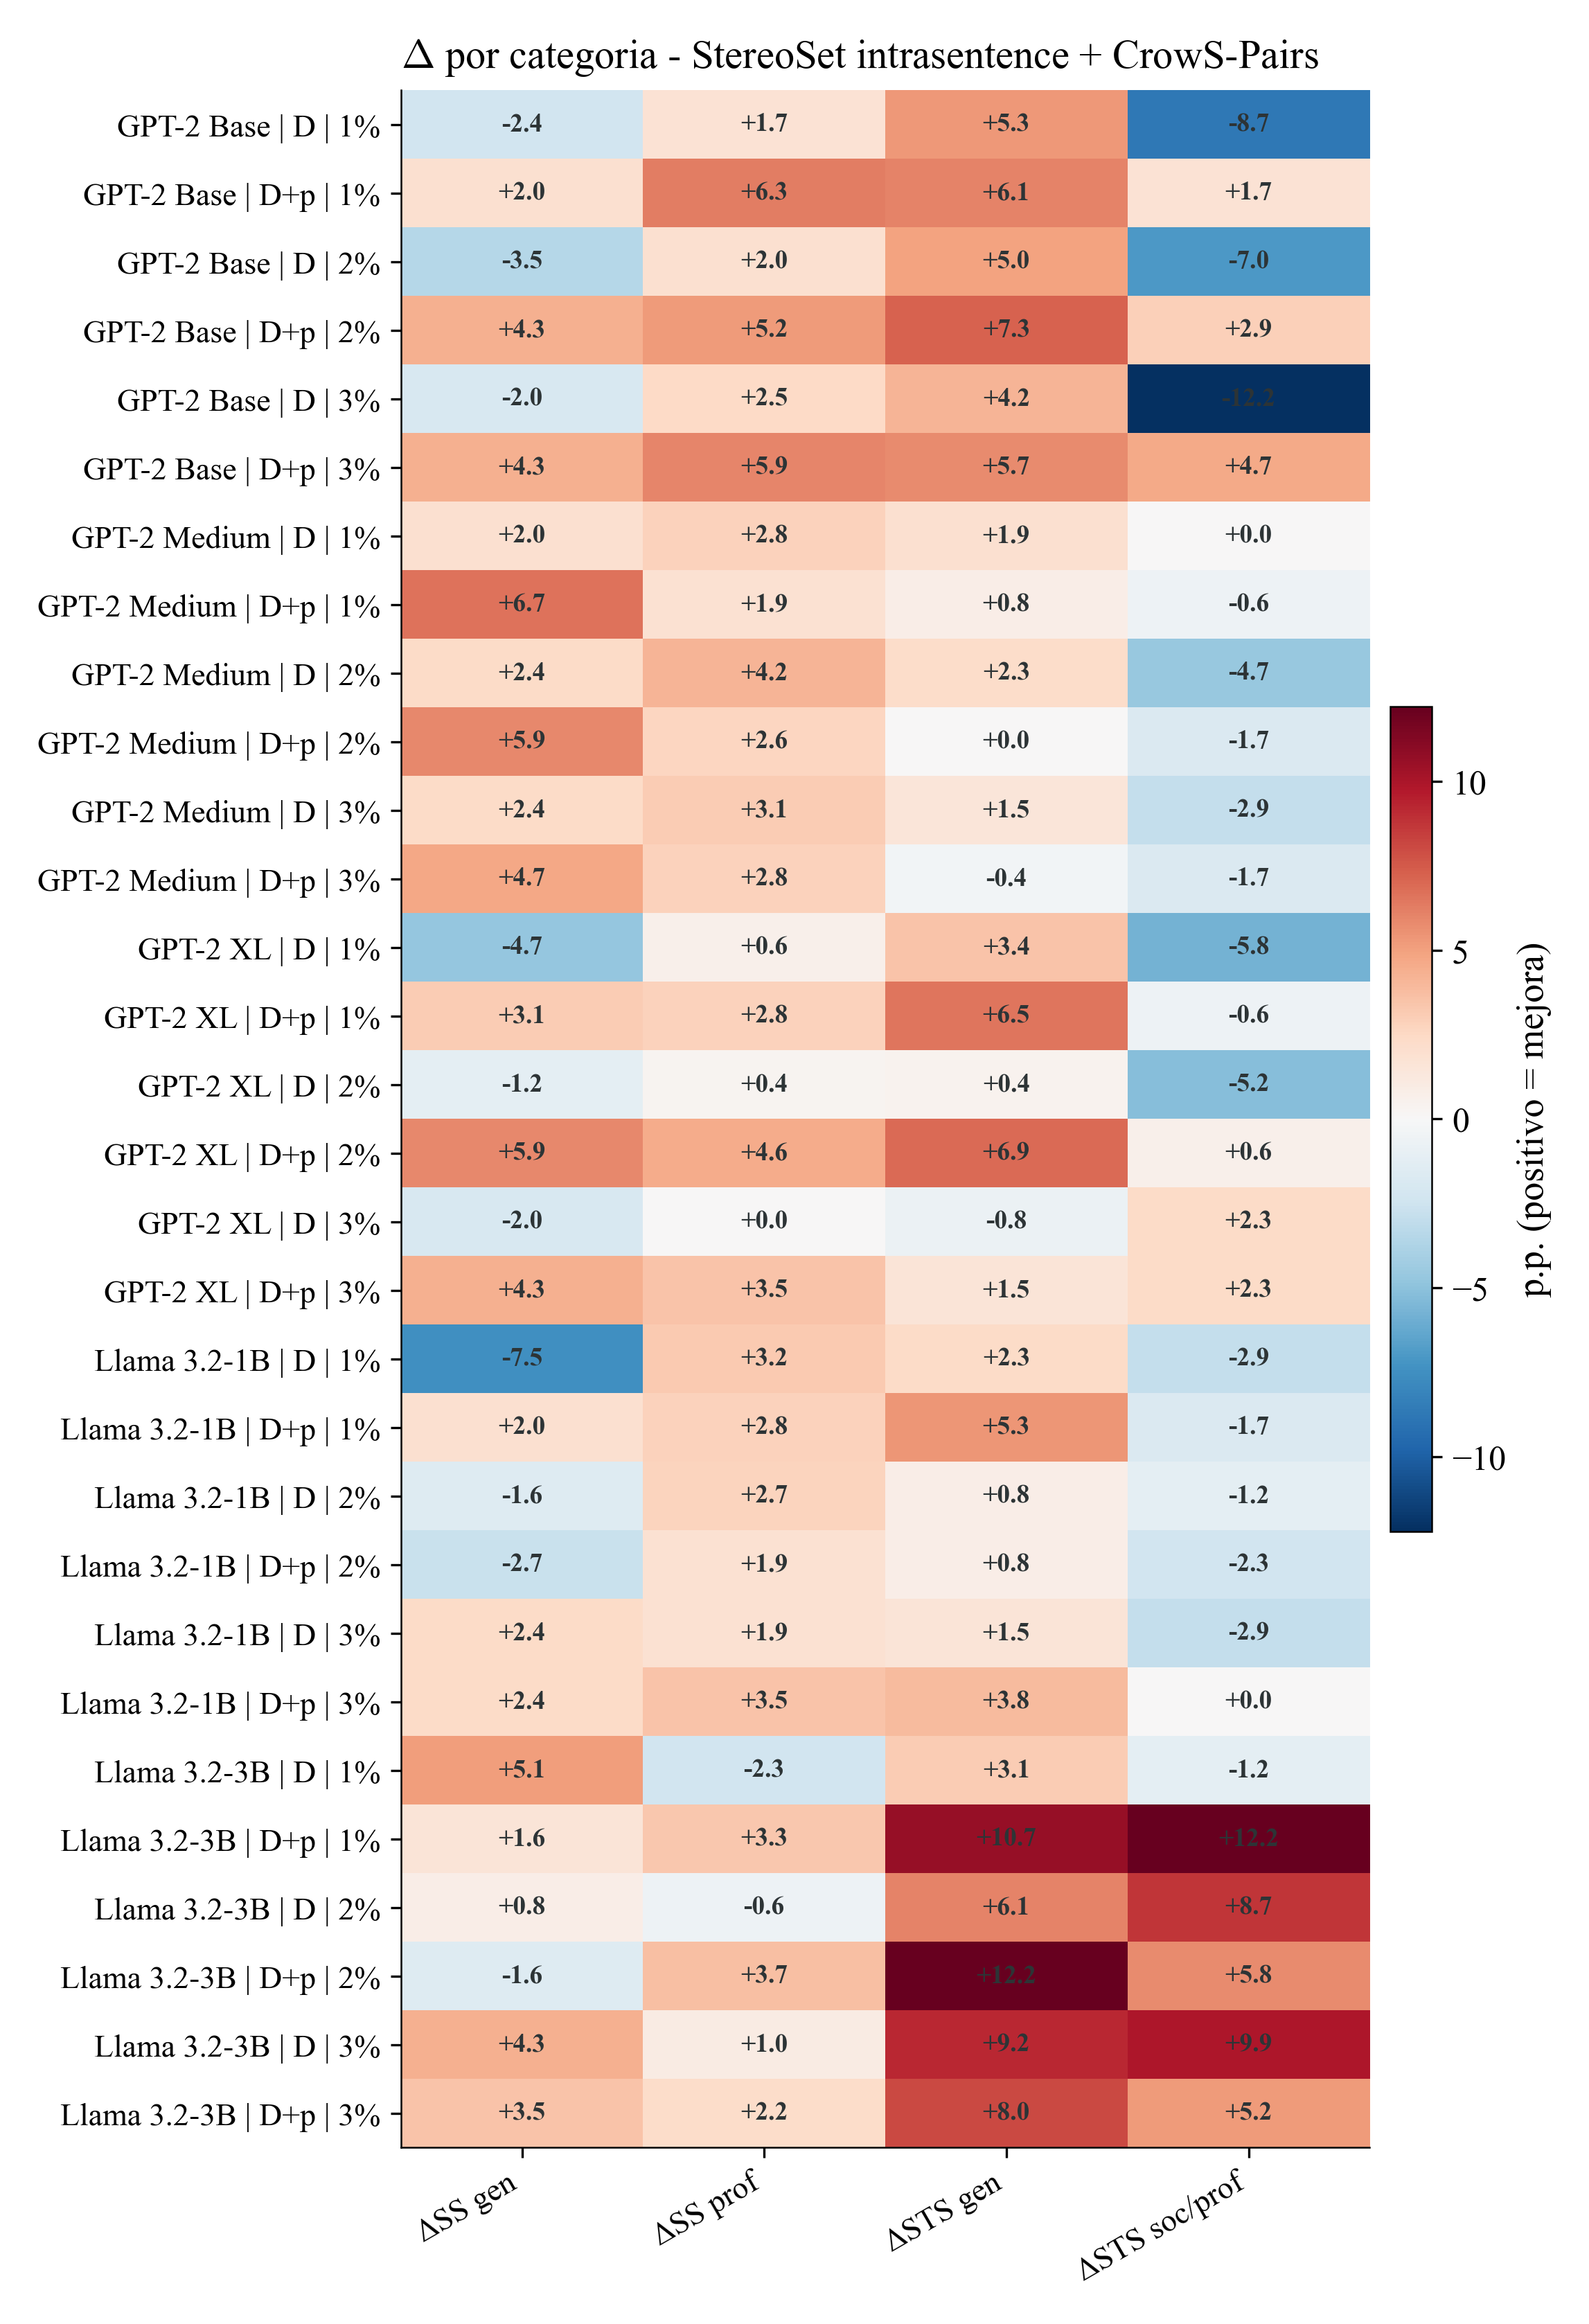 Δ por categoria - StereoSet intrasentence + CrowS-Pairs
GPT-2 Base | D | 1% -2.4 +1.7 +5.3 -8.7
GPT-2 Base | D+p | 1% +2.0 +6.3 +6.1 +1.7
GPT-2 Base | D | 2% -3.5 +2.0 +5.0 -7.0
GPT-2 Base | D+p | 2% +4.3 +5.2 +7.3 +2.9
GPT-2 Base | D | 3% -2.0 +2.5 +4.2 -12.2
GPT-2 Base | D+p | 3% +4.3 +5.9 +5.7 +4.7
GPT-2 Medium | D | 1% +2.0 +2.8 +1.9 +0.0
GPT-2 Medium | D+p | 1% +6.7 +1.9 +0.8 -0.6
GPT-2 Medium | D | 2% +2.4 +4.2 +2.3 -4.7
GPT-2 Medium | D+p | 2% +5.9 +2.6 +0.0 -1.7
GPT-2 Medium | D | 3% +2.4 +3.1 +1.5 -2.9
GPT-2 Medium | D+p | 3% +4.7 +2.8 -0.4 -1.7
GPT-2 XL | D | 1% -4.7 +0.6 +3.4 -5.8
GPT-2 XL | D+p | 1% +3.1 +2.8 +6.5 -0.6
GPT-2 XL | D | 2% -1.2 +0.4 +0.4 -5.2
GPT-2 XL | D+p | 2% +5.9 +4.6 +6.9 +0.6
GPT-2 XL | D | 3% -2.0 +0.0 -0.8 +2.3
GPT-2 XL | D+p | 3% +4.3 +3.5 +1.5 +2.3
Llama 3.2-1B | D | 1% -7.5 +3.2 +2.3 -2.9
Llama 3.2-1B | D+p | 1% +2.0 +2.8 +5.3 -1.7
Llama 3.2-1B | D | 2% -1.6 +2.7 +0.8 -1.2
Llama 3.2-1B | D+p | 2% -2.7 +1.9 +0.8 -2.3
Llama 3.2-1B | D | 3% +2.4 +1.9 +1.5 -2.9
Llama 3.2-1B | D+p | 3% +2.4 +3.5 +3.8 +0.0
Llama 3.2-3B | D | 1% +5.1 -2.3 +3.1 -1.2
Llama 3.2-3B | D+p | 1% +1.6 +3.3 +10.7 +12.2
Llama 3.2-3B | D | 2% +0.8 -0.6 +6.1 +8.7
Llama 3.2-3B | D+p | 2% -1.6 +3.7 +12.2 +5.8
Llama 3.2-3B | D | 3% +4.3 +1.0 +9.2 +9.9
Llama 3.2-3B | D+p | 3% +3.5 +2.2 +8.0 +5.2
ΔSS gen ΔSS prof ΔSTS gen ΔSTS soc/prof
10
5
0
−5
−10
p.p. (positivo = mejora)